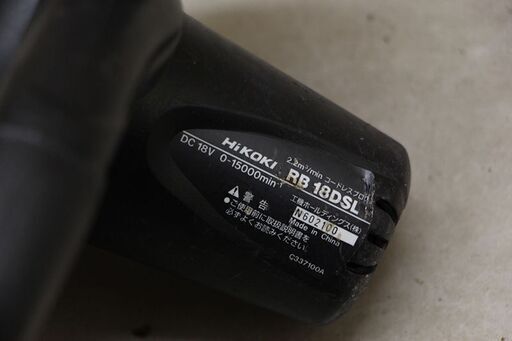 HiKOKI
2.2m³/min コードレスブロワ
RB 18DSL
DC 18V 0-15000min⁻¹
工機ホールディングス(株)
N602100
Made in China
⚠ 警告
●ご使用前に取扱説明書を
必ずよくお読みください。
C337100A